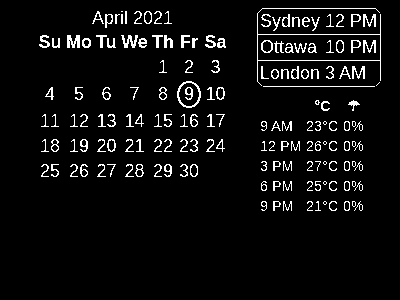 April 2021
Su Mo Tu We Th Fr Sa
1 2 3
4 5 6 7 8 9 10
11 12 13 14 15 16 17
18 19 20 21 22 23 24
25 26 27 28 29 30
Sydney 12 PM
Ottawa 10 PM
London 3 AM
°C
9 AM 23°C 0%
12 PM 26°C 0%
3 PM 27°C 0%
6 PM 25°C 0%
9 PM 21°C 0%